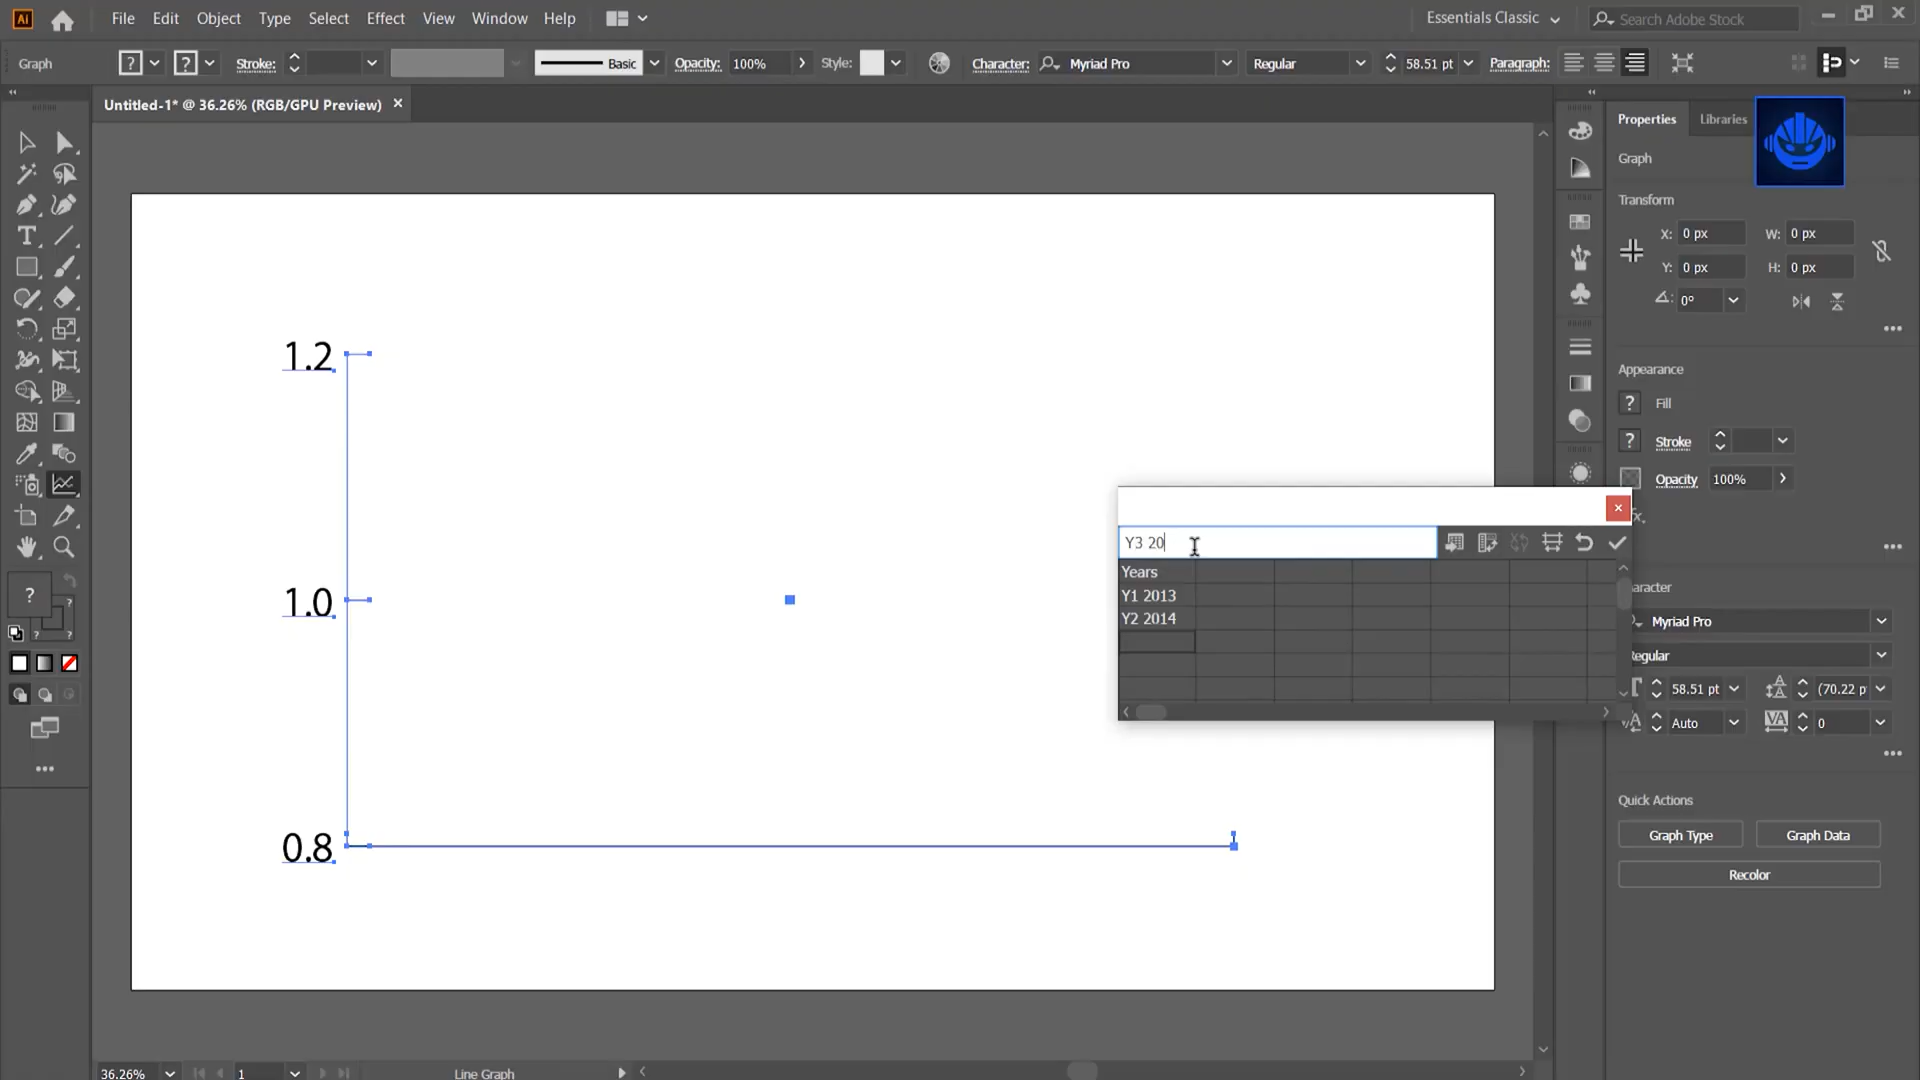 Ai File Edit Object Type Select Effect View Window Help Essentials Classic Search Adobe Stock
Graph ? ? Stroke: Basic Opacity: 100% Style: Character: Myriad Pro Regular 58.51 pt Paragraph:
Untitled-1* @ 36.26% (RGB/GPU Preview)
Properties Libraries
Graph
Transform
X: 0 px W: 0 px
Y: 0 px H: 0 px
0°
1.2
1.0
0.8
Appearance
? Fill
? Stroke
Opacity 100%
Y3 20
Years
Y1 2013
Y2 2014
aracter
Myriad Pro
Regular
58.51 pt (70.22 p
Auto 0
Quick Actions
Graph Type Graph Data
Recolor
36.26% 1 Line Graph